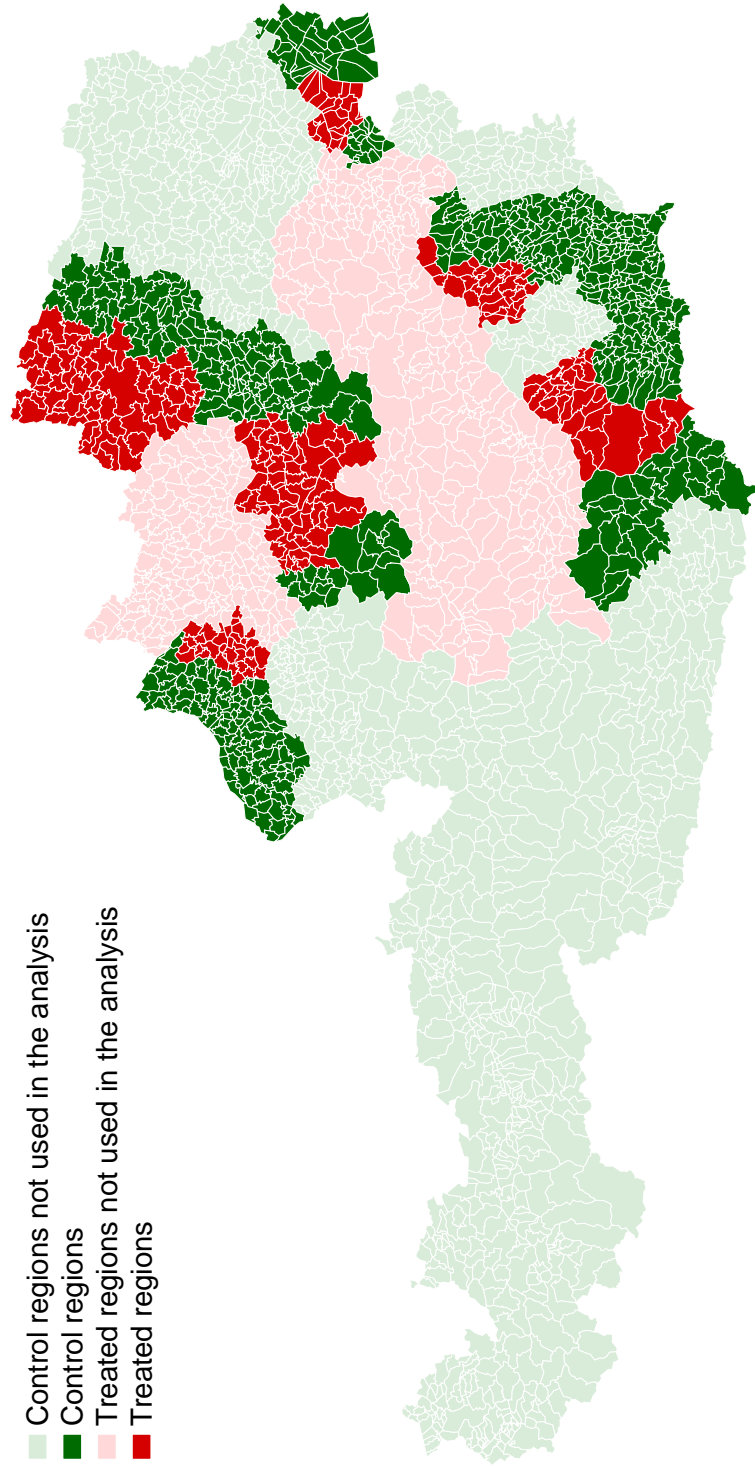 Control regions not used in the analysis
Control regions
Treated regions not used in the analysis
Treated regions